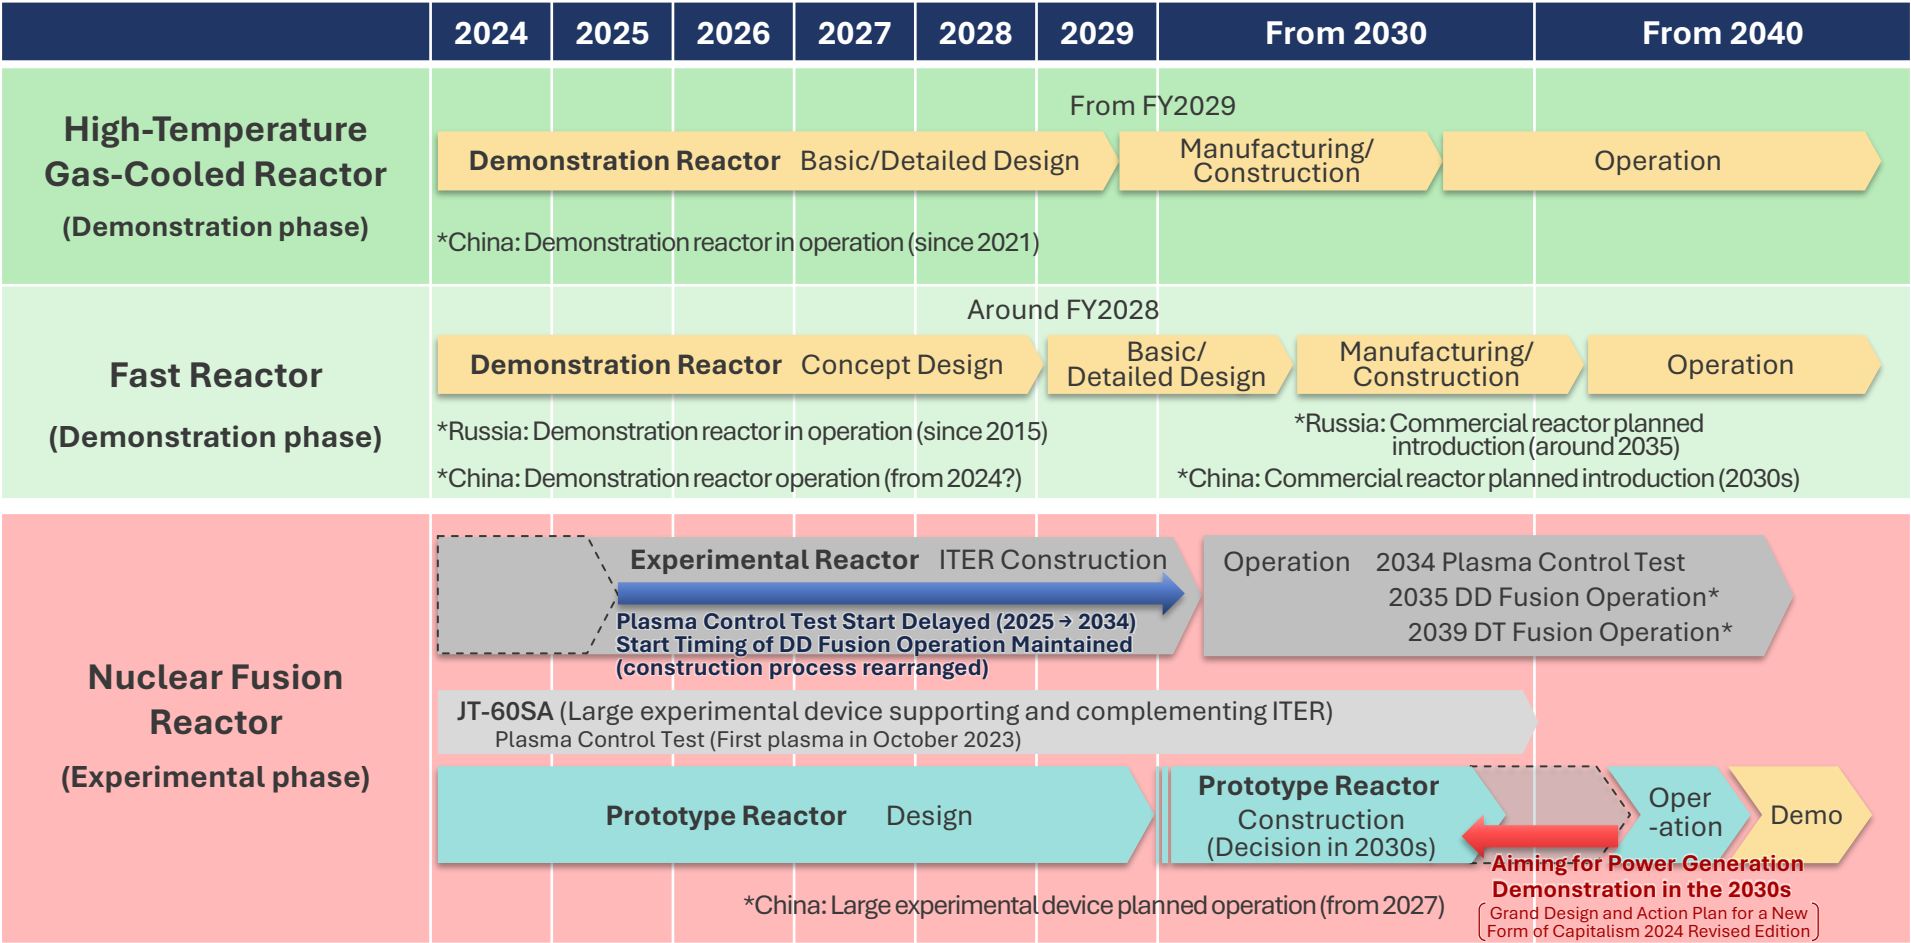 2024 2025 2026 2027 2028 2029 From 2030 From 2040
High-Temperature
Gas-Cooled Reactor
(Demonstration phase)
From FY2029
Demonstration Reactor Basic/Detailed Design
Manufacturing/
Construction
Operation
*China: Demonstration reactor in operation (since 2021)
Fast Reactor
(Demonstration phase)
Around FY2028
Demonstration Reactor Concept Design
Basic/
Detailed Design
Manufacturing/
Construction
Operation
*Russia: Demonstration reactor in operation (since 2015)
*China: Demonstration reactor operation (from 2024?)
*Russia: Commercial reactor planned
introduction (around 2035)
*China: Commercial reactor planned introduction (2030s)
Nuclear Fusion
Reactor
(Experimental phase)
Experimental Reactor ITER Construction
Plasma Control Test Start Delayed (2025 → 2034)
Start Timing of DD Fusion Operation Maintained
(construction process rearranged)
Operation 2034 Plasma Control Test
2035 DD Fusion Operation*
2039 DT Fusion Operation*
JT-60SA (Large experimental device supporting and complementing ITER)
Plasma Control Test (First plasma in October 2023)
Prototype Reactor Design
Prototype Reactor
Construction
(Decision in 2030s)
Oper
-ation
Demo
Aiming for Power Generation
Demonstration in the 2030s
Grand Design and Action Plan for a New
Form of Capitalism 2024 Revised Edition
*China: Large experimental device planned operation (from 2027)